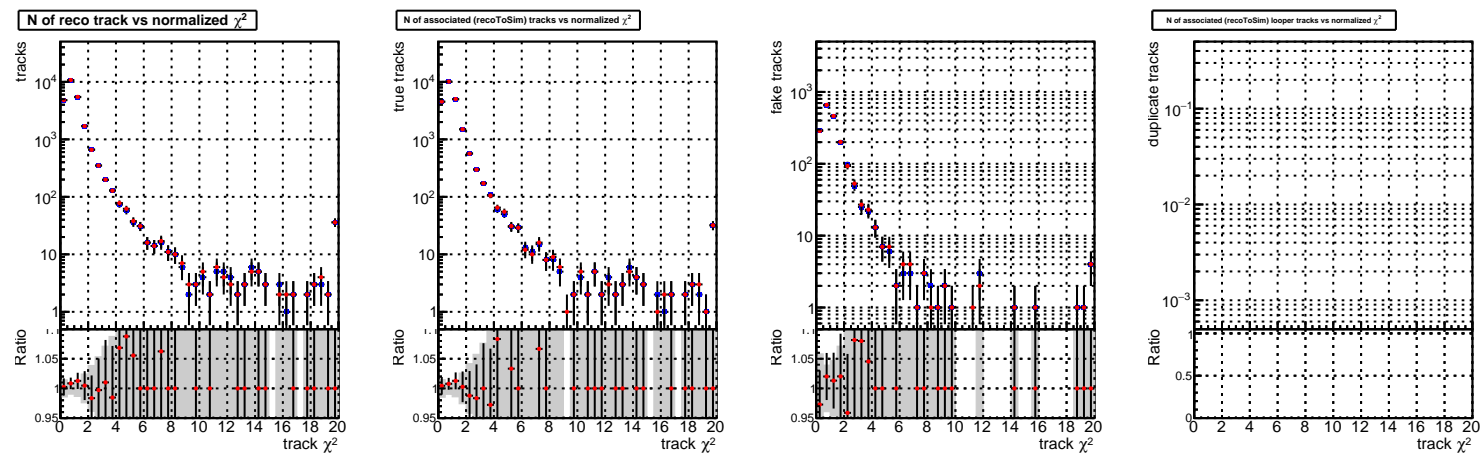 N of reco track vs normalized χ²
tracks
10⁴
10³
10²
10
1
Ratio
1.
1.05
1
0.95
0 2 4 6 8 10 12 14 16 18 20
track χ²
N of associated (recoToSim) tracks vs normalized χ²
true tracks
10⁴
10³
10²
10
1
Ratio
1.
1.05
1
0.95
0 2 4 6 8 10 12 14 16 18 20
track χ²
fake tracks
10³
10²
10
1
Ratio
1.
1.05
1
0.95
0 2 4 6 8 10 12 14 16 18 20
track χ²
N of associated (recoToSim) looper tracks vs normalized χ²
duplicate tracks
10⁻¹
10⁻²
10⁻³
Ratio
1
0.5
0
0 2 4 6 8 10 12 14 16 18 20
track χ²